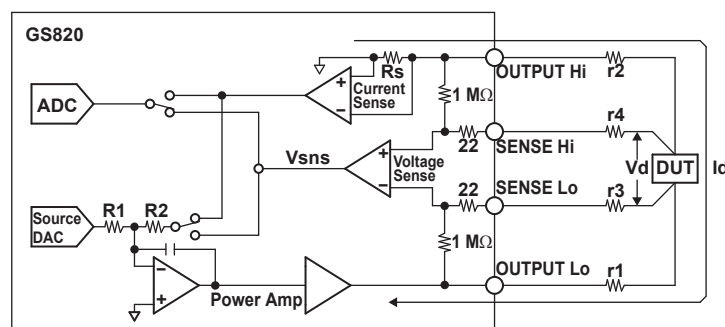 GS820
ADC
Rs
Current
Sense
+
−
OUTPUT Hi
r2
1 MΩ
22
SENSE Hi
r4
Vsns
+
−
Voltage
Sense
Vd
DUT
Id
22
SENSE Lo
r3
Source
DAC
R1
R2
1 MΩ
−
+
Power Amp
OUTPUT Lo
r1